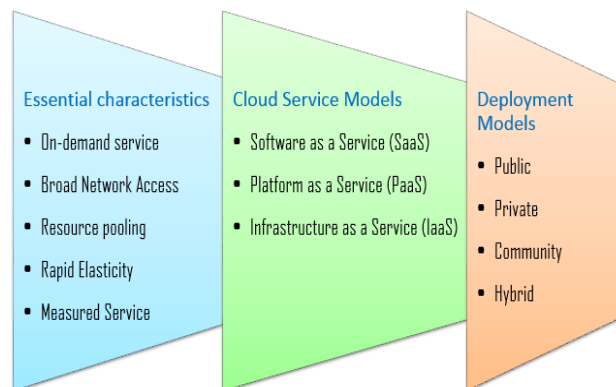 Essential characteristics
• On-demand service
• Broad Network Access
• Resource pooling
• Rapid Elasticity
• Measured Service
Cloud Service Models
• Software as a Service (SaaS)
• Platform as a Service (PaaS)
• Infrastructure as a Service (IaaS)
Deployment
Models
• Public
• Private
• Community
• Hybrid